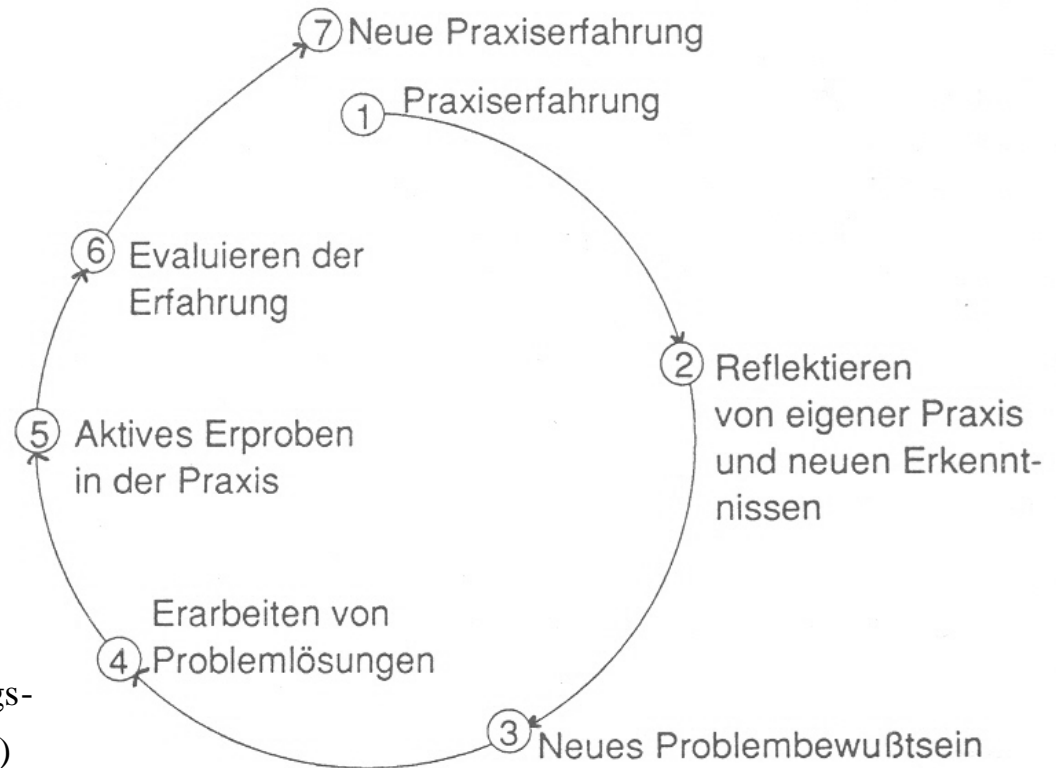 7 Neue Praxiserfahrung
1 Praxiserfahrung
6 Evaluieren der
Erfahrung
2 Reflektieren
von eigener Praxis
und neuen Erkennt-
nissen
5 Aktives Erproben
in der Praxis
Erarbeiten von
4 Problemlösungen
gs-
)
3 Neues Problembewußtsein